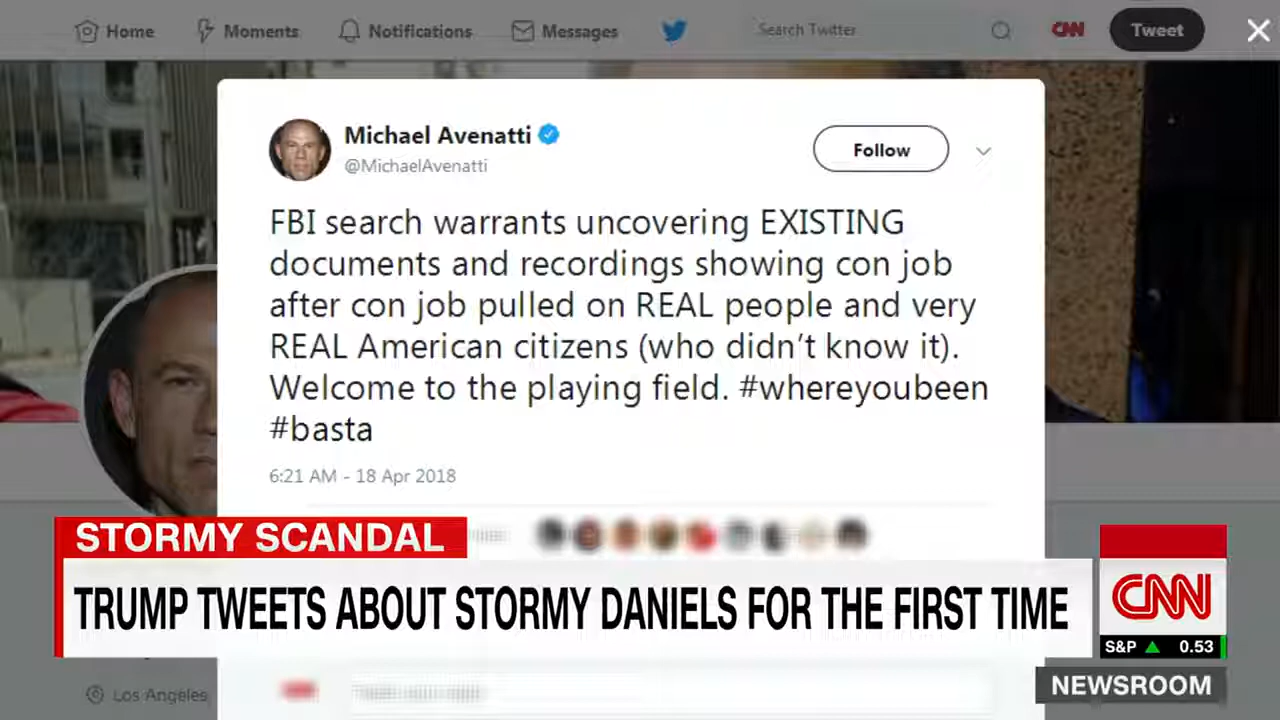 Home Moments Notifications Messages Search Twitter CNN Tweet
Michael Avenatti
@MichaelAvenatti
Follow
FBI search warrants uncovering EXISTING
documents and recordings showing con job
after con job pulled on REAL people and very
REAL American citizens (who didn't know it).
Welcome to the playing field. #whereyoubeen
#basta
6:21 AM - 18 Apr 2018
STORMY SCANDAL
TRUMP TWEETS ABOUT STORMY DANIELS FOR THE FIRST TIME
CNN
S&P ▲ 0.53
Los Angeles
NEWSROOM